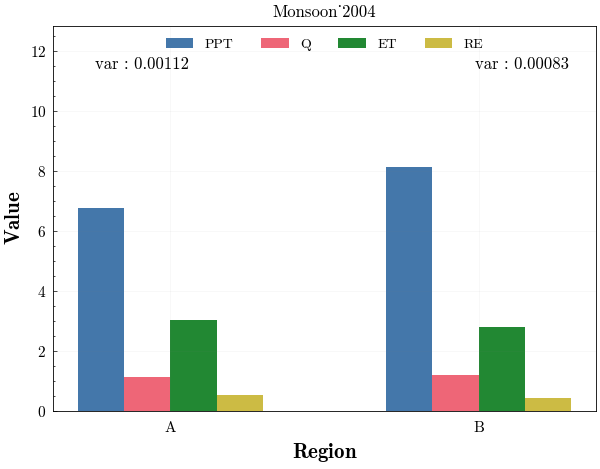 Monsoon˙2004
PPT Q ET RE
var : 0.00112
var : 0.00083
12
10
8
6
4
2
0
Value
A
B
Region